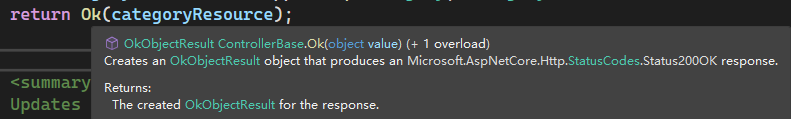 return Ok(categoryResource);
OkObjectResult ControllerBase.Ok(object value) (+ 1 overload)
Creates an OkObjectResult object that produces an Microsoft.AspNetCore.Http.StatusCodes.Status200OK response.
<summary
Returns:
Updates
The created OkObjectResult for the response.